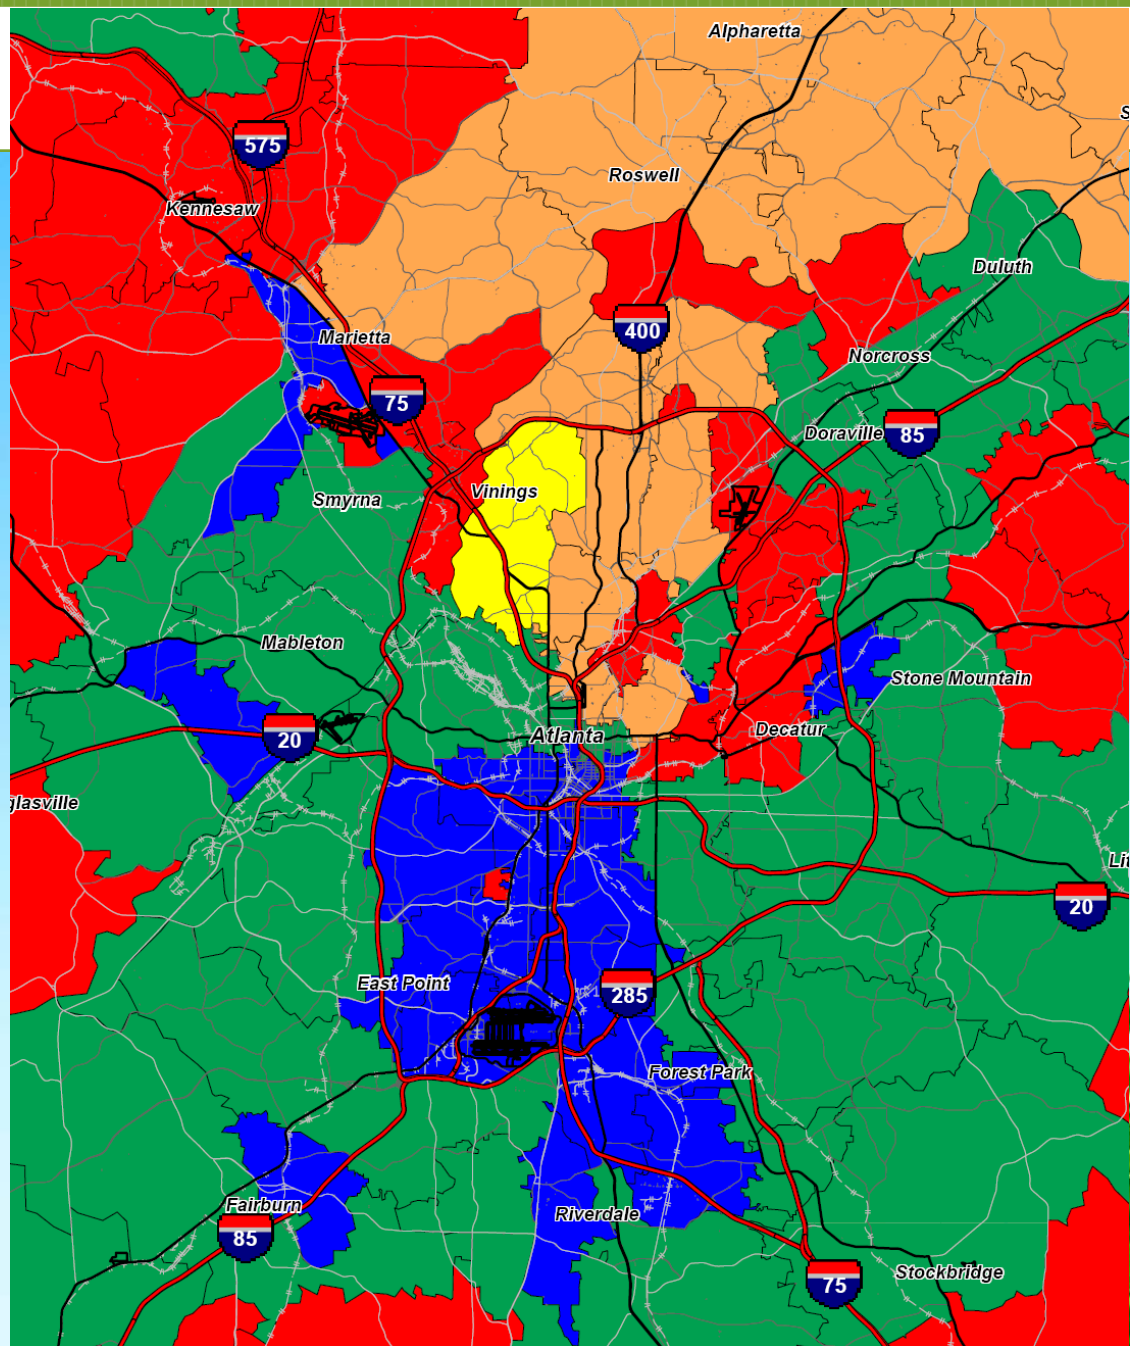 Alpharetta
S
575
Roswell
Kennesaw
Duluth
400
Marietta
Norcross
75
Doraville
85
Vinings
Smyrna
Mableton
Stone Mountain
20
Atlanta
Decatur
glasville
Lit
20
East Point
285
Forest Park
Fairburn
Riverdale
85
Stockbridge
75